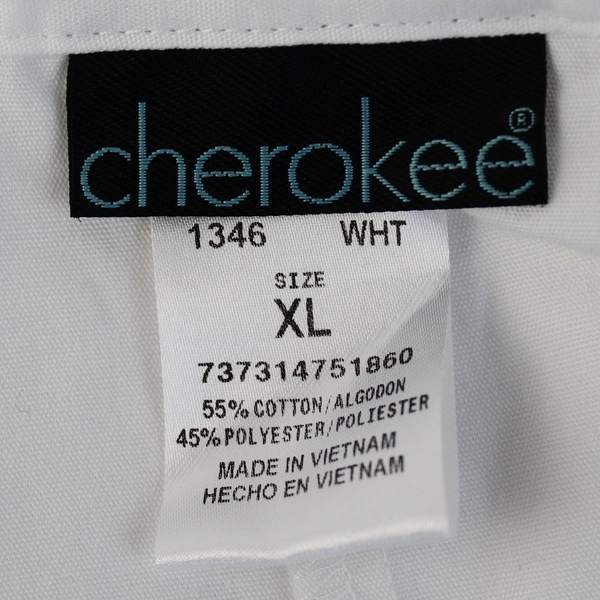 cherokee®
1346 WHT
SIZE
XL
737314751860
55% COTTON/ALGODON
45% POLYESTER/POLIESTER
MADE IN VIETNAM
HECHO EN VIETNAM